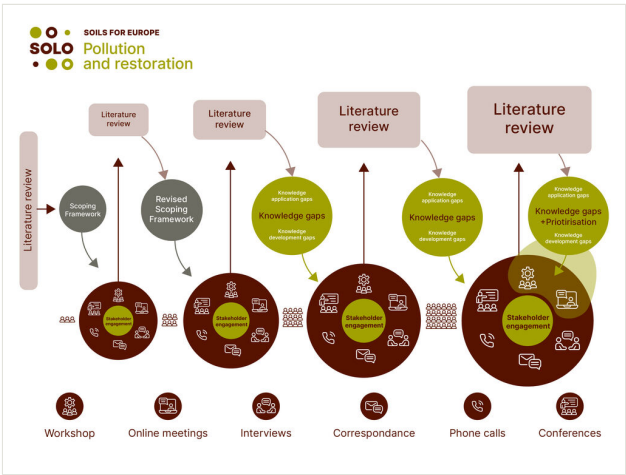 SOILS FOR EUROPE
SOLO
Pollution
and restoration
Literature review
Scoping
Framework
Literature
review
Revised
Scoping
Framework
Literature
review
Knowledge
application gaps
Knowledge gaps
Knowledge
development gaps
Literature
review
Knowledge
application gaps
Knowledge gaps
Knowledge
development gaps
Literature
review
Knowledge
application gaps
Knowledge gaps
+Priotirisation
Knowledge
development gaps
Stakeholder
engagement
Stakeholder
engagement
Stakeholder
engagement
Stakeholder
engagement
Workshop
Online meetings
Interviews
Correspondance
Phone calls
Conferences